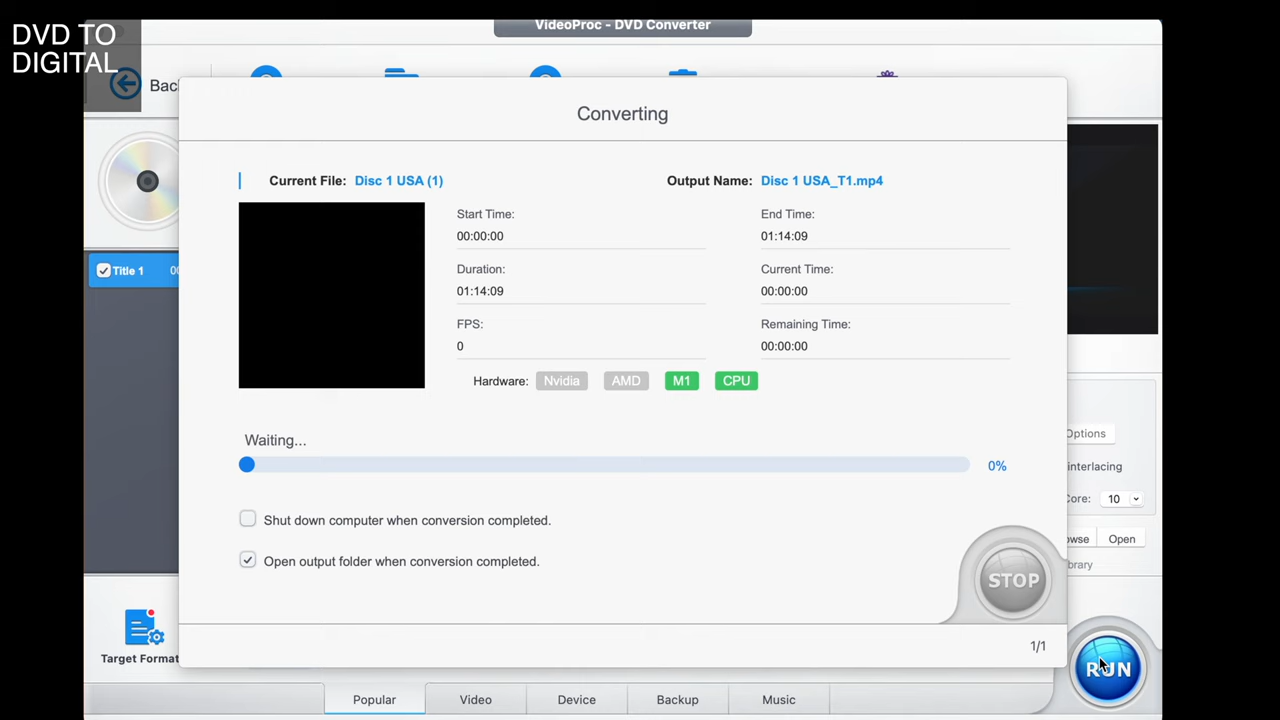 VideoProc - DVD Converter
DVD TO
DIGITAL
Back
Converting
Current File: Disc 1 USA (1)
Output Name: Disc 1 USA_T1.mp4
Start Time:
00:00:00
End Time:
01:14:09
Duration:
01:14:09
Current Time:
00:00:00
FPS:
0
Remaining Time:
00:00:00
Hardware: Nvidia AMD M1 CPU
Title 1 00
Waiting...
0%
Options
interlacing
Core: 10
Open
Shut down computer when conversion completed.
Open output folder when conversion completed.
STOP
1/1
Target Format
RUN
Popular Video Device Backup Music